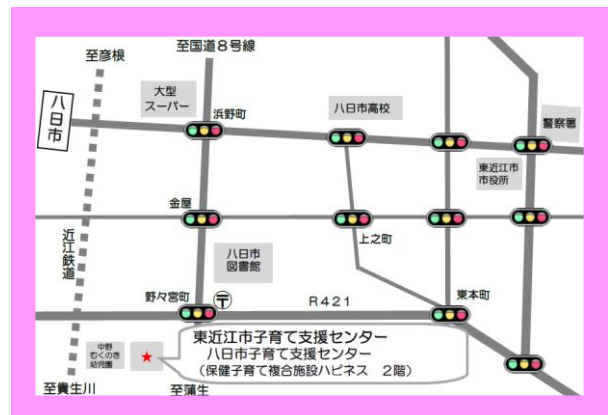 至彦根
至国道8号線
八日市
大型
スーパー
浜野町
八日市高校
警察署
東近江市
市役所
金屋
上之町
近江鉄道
八日市
図書館
野々宮町
〒
R421
東本町
中野
むくのき
幼児園
東近江市子育て支援センター
八日市子育て支援センター
(保健子育て複合施設ハピネス 2階)
至貴生川
至蒲生